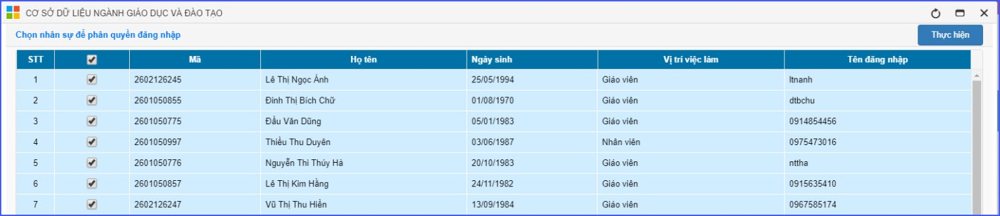 CƠ SỞ DỮ LIỆU NGÀNH GIÁO DỤC VÀ ĐÀO TẠO
Chọn nhân sự để phân quyền đăng nhập Thực hiện
STT Mã Họ tên Ngày sinh Vị trí việc làm Tên đăng nhập
1 2602126245 Lê Thị Ngọc Ánh 25/05/1994 Giáo viên ltnanh
2 2601050855 Đinh Thị Bích Chữ 01/08/1970 Giáo viên dtbchu
3 2601050775 Đầu Văn Dũng 05/01/1983 Giáo viên 0914854456
4 2601050997 Thiều Thu Duyên 03/06/1987 Nhân viên 0975473016
5 2601050776 Nguyễn Thi Thúy Hà 20/10/1983 Giáo viên nttha
6 2601050857 Lê Thị Kim Hằng 24/11/1982 Giáo viên 0915635410
7 2602126247 Vũ Thị Thu Hiền 13/09/1984 Giáo viên 0967585174